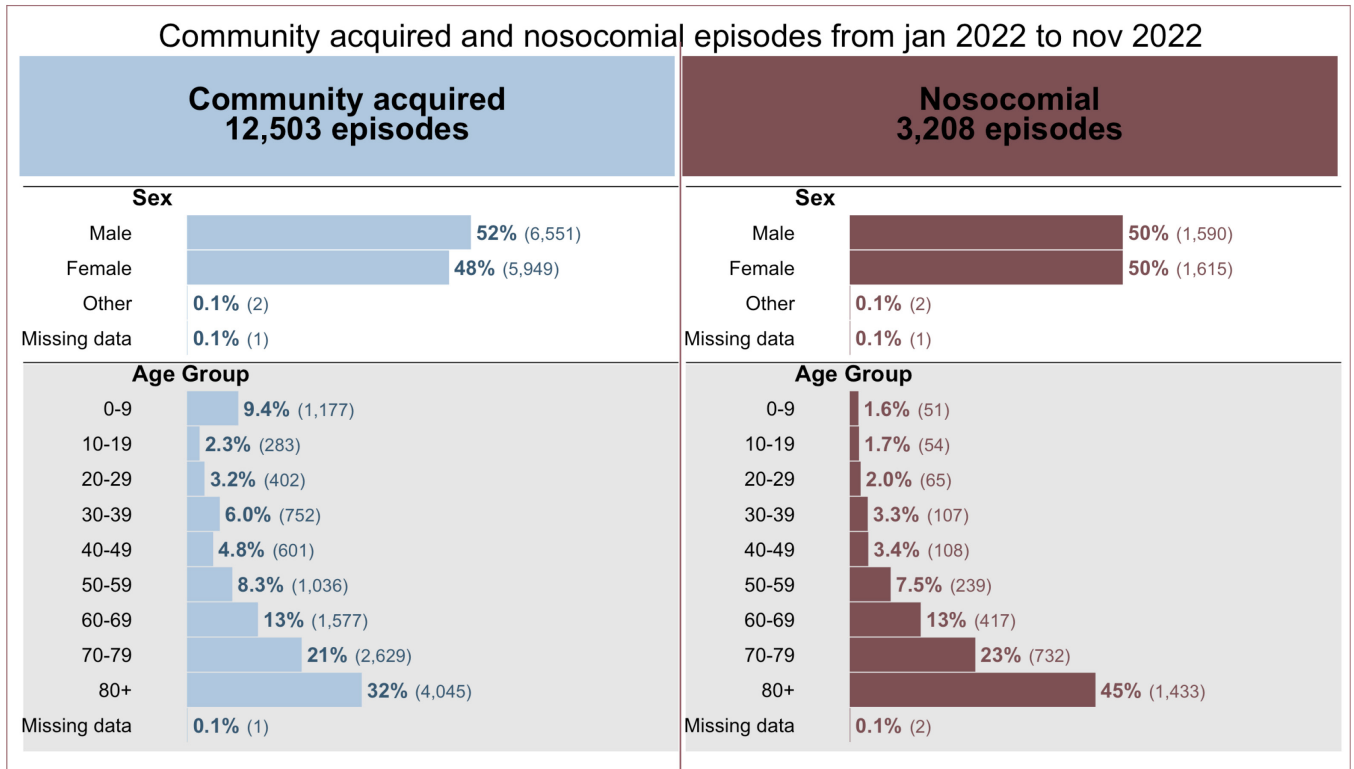 Community acquired and nosocomial episodes from jan 2022 to nov 2022
Community acquired
12,503 episodes
Sex
Male 52% (6,551)
Female 48% (5,949)
Other 0.1% (2)
Missing data 0.1% (1)
Age Group
0-9 9.4% (1,177)
10-19 2.3% (283)
20-29 3.2% (402)
30-39 6.0% (752)
40-49 4.8% (601)
50-59 8.3% (1,036)
60-69 13% (1,577)
70-79 21% (2,629)
80+ 32% (4,045)
Missing data 0.1% (1)
Nosocomial
3,208 episodes
Sex
Male 50% (1,590)
Female 50% (1,615)
Other 0.1% (2)
Missing data 0.1% (1)
Age Group
0-9 1.6% (51)
10-19 1.7% (54)
20-29 2.0% (65)
30-39 3.3% (107)
40-49 3.4% (108)
50-59 7.5% (239)
60-69 13% (417)
70-79 23% (732)
80+ 45% (1,433)
Missing data 0.1% (2)